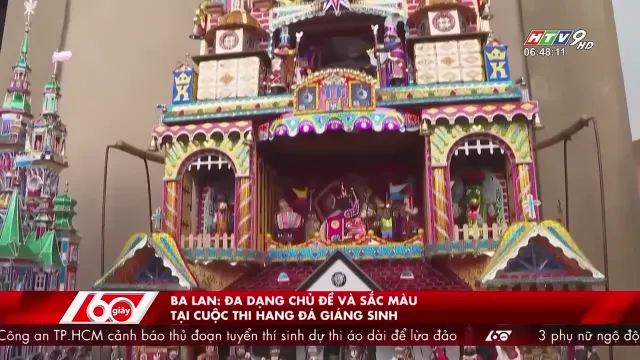 HTV9 HD
06:48:11
K
K
60 giây
BA LAN: ĐA DẠNG CHỦ ĐỀ VÀ SẮC MÀU
TẠI CUỘC THI HANG ĐÁ GIÁNG SINH
Công an TP.HCM cảnh báo thủ đoạn tuyển thí sinh dự thi áo dài để lừa đảo 60 giây 3 phụ nữ ngộ độ